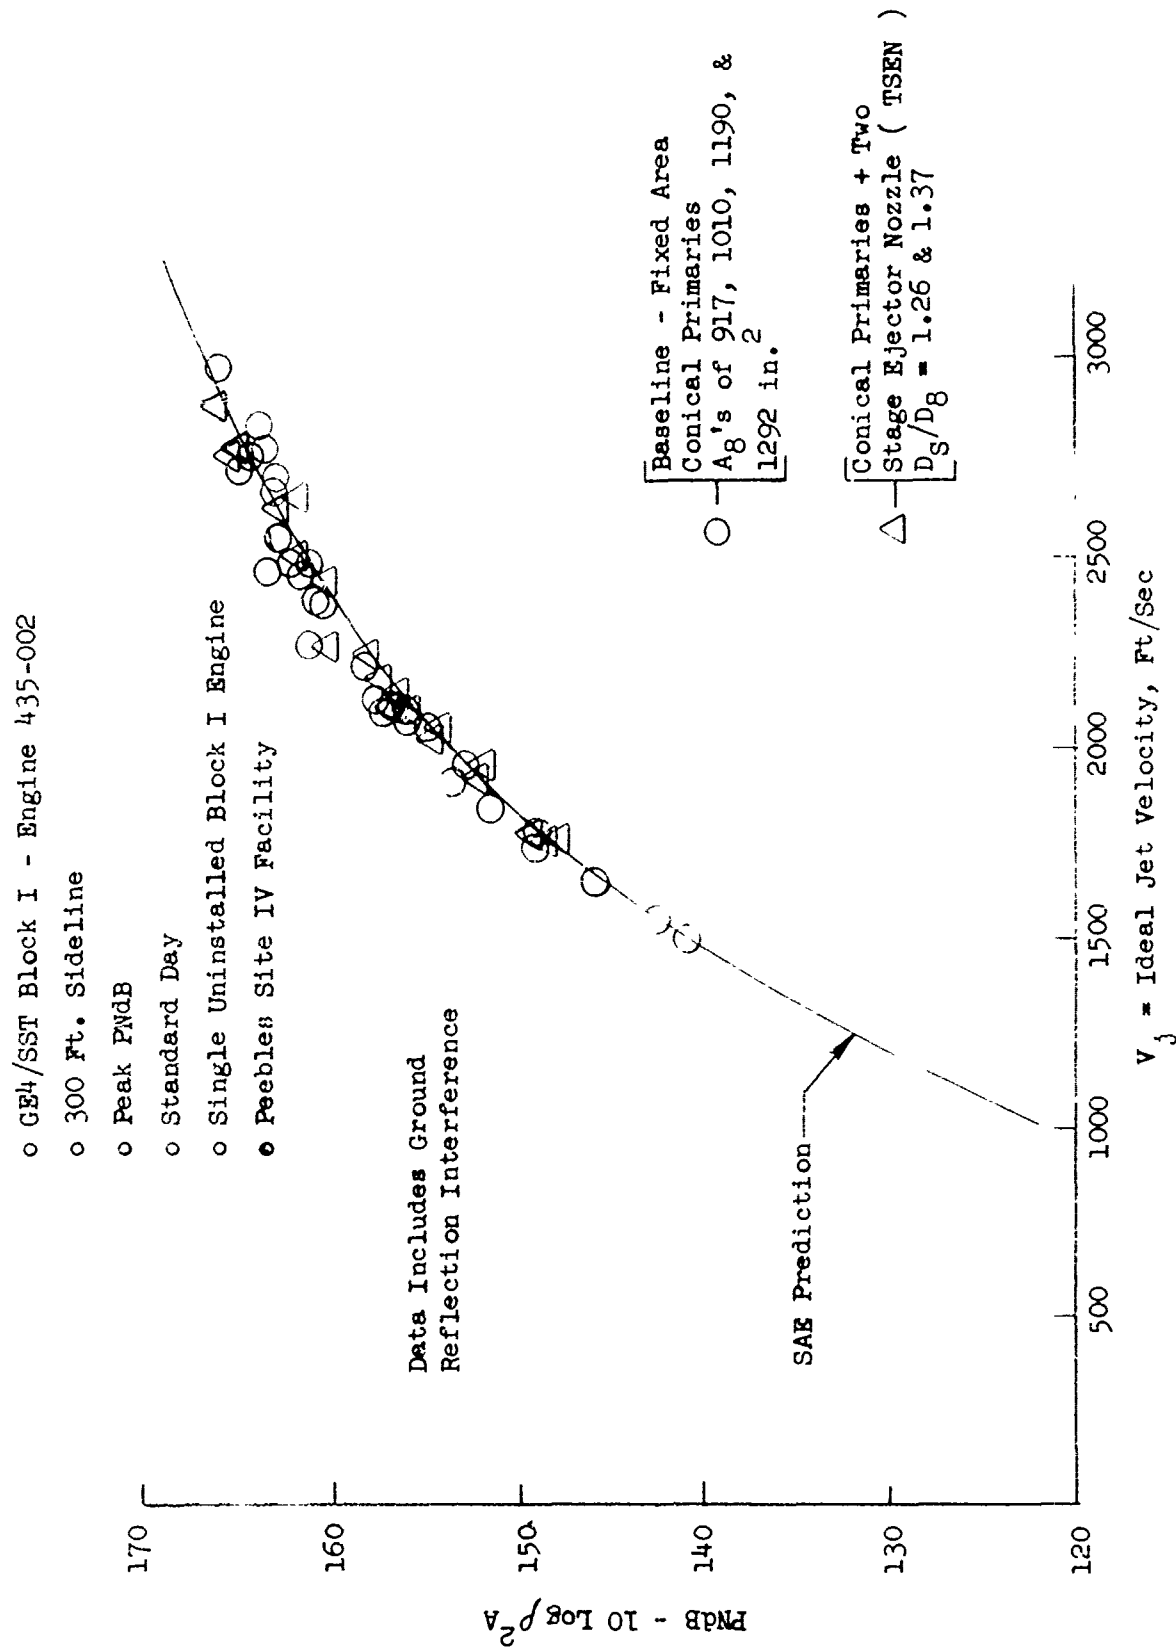 o GE4/SST Block I - Engine 435-002
o 300 Ft. Sideline
o Peak PNdB
o Standard Day
o Single Uninstalled Block I Engine
o Peebles Site IV Facility
Data Includes Ground
Reflection Interference
SAE Prediction
Baseline - Fixed Area
Conical Primaries
A8's of 917, 1010, 1190, &
1292 in.2
Conical Primaries + Two
Stage Ejector Nozzle ( TSEN )
DS/D8 = 1.26 & 1.37
PNdB - 10 Log ρ2A
170
160
150
140
130
120
500
1000
1500
2000
2500
3000
Vj = Ideal Jet Velocity, Ft/Sec